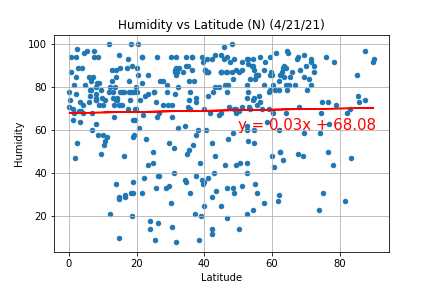 Humidity vs Latitude (N) (4/21/21)
100
80
60
40
20
Humidity
y = 0.03x + 68.08
0
20
40
60
80
Latitude